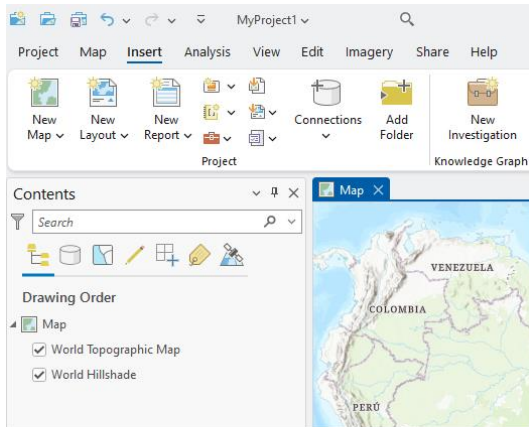 MyProject1
Project Map Insert Analysis View Edit Imagery Share Help
New Map
New Layout
New Report
Connections
Add Folder
New Investigation
Project
Knowledge Graph
Contents
Map
Search
Drawing Order
Map
World Topographic Map
World Hillshade
VENEZUELA
COLOMBIA
PERÚ